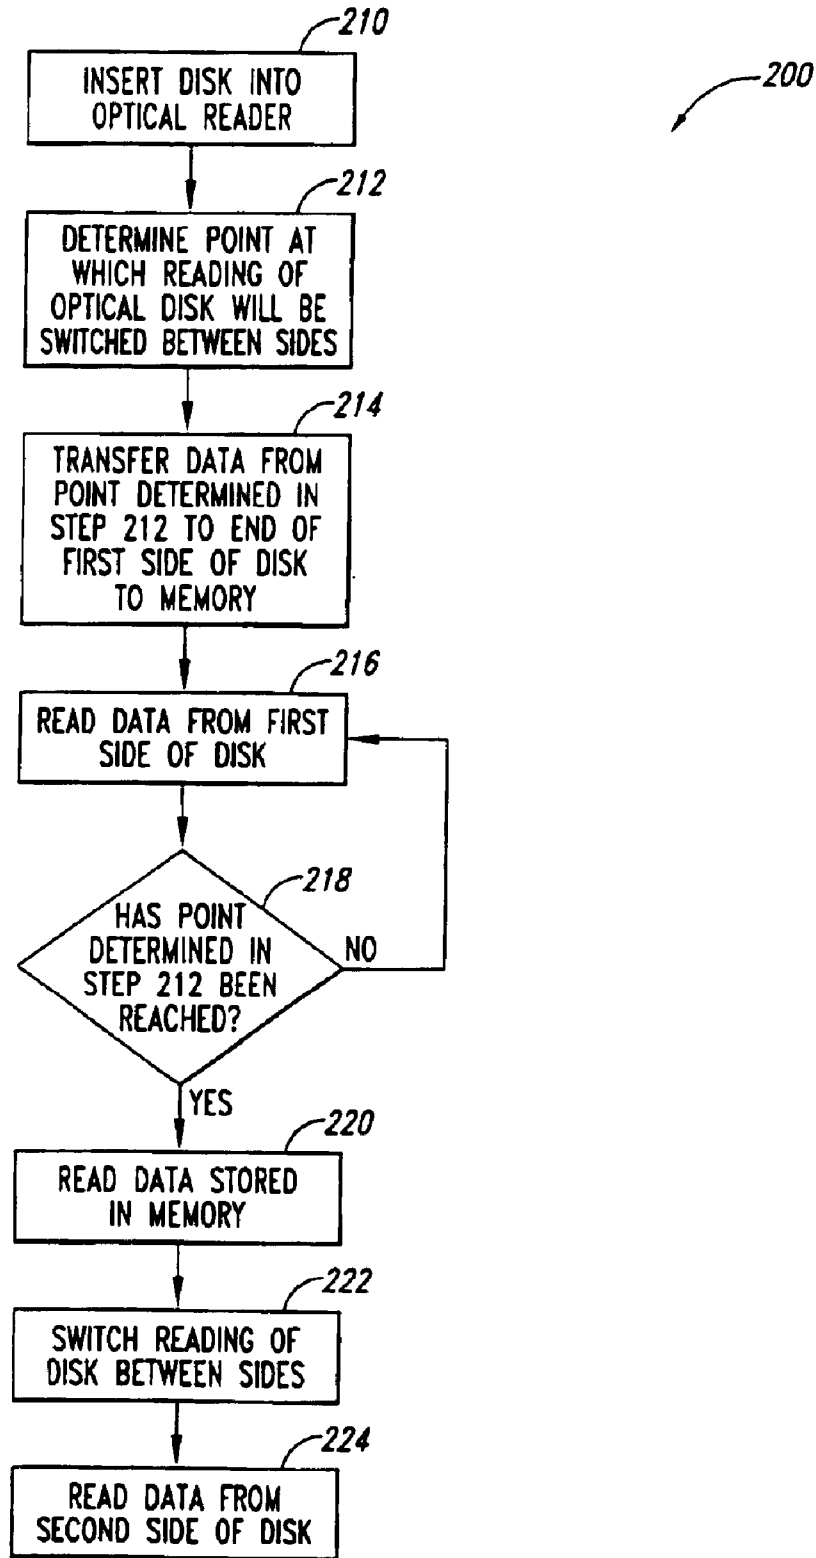 210
INSERT DISK INTO
OPTICAL READER
200
212
DETERMINE POINT AT
WHICH READING OF
OPTICAL DISK WILL BE
SWITCHED BETWEEN SIDES
214
TRANSFER DATA FROM
POINT DETERMINED IN
STEP 212 TO END OF
FIRST SIDE OF DISK
TO MEMORY
216
READ DATA FROM FIRST
SIDE OF DISK
218
HAS POINT
DETERMINED IN
STEP 212 BEEN
REACHED?
NO
YES
220
READ DATA STORED
IN MEMORY
222
SWITCH READING OF
DISK BETWEEN SIDES
224
READ DATA FROM
SECOND SIDE OF DISK